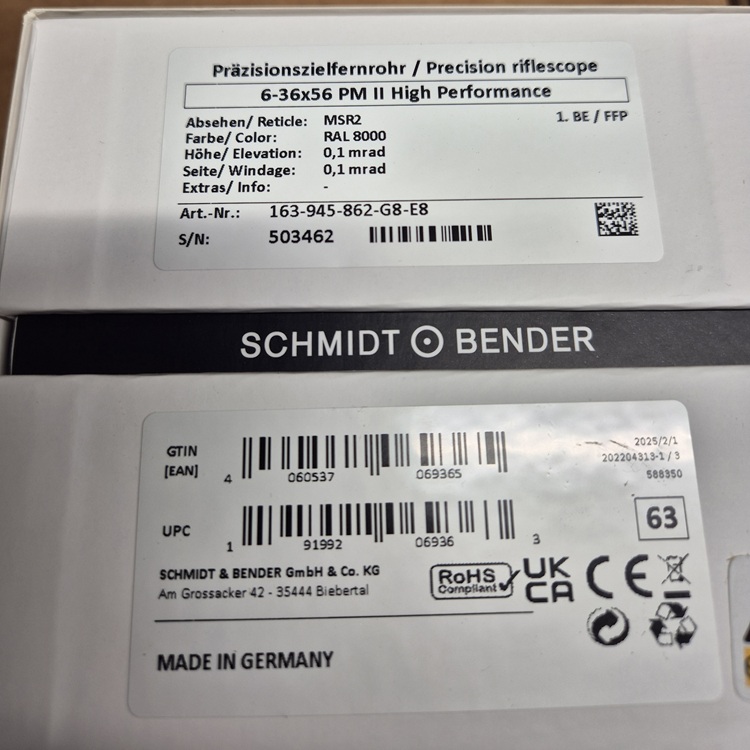 Präzisionszielfernrohr / Precision riflescope
6-36x56 PM II High Performance
Absehen/ Reticle: MSR2 1. BE / FFP
Farbe/ Color: RAL 8000
Höhe/ Elevation: 0,1 mrad
Seite/ Windage: 0,1 mrad
Extras/ Info: -
Art.-Nr.: 163-945-862-G8-E8
S/N: 503462
SCHMIDT BENDER
GTIN
[EAN]
4 060537 069365
2025/2/1
202204313-1 / 3
588350
UPC
1 91992 06936 3
63
SCHMIDT & BENDER GmbH & Co. KG
Am Grossacker 42 - 35444 Biebertal
RoHS
Compliant
UK
CA
CE
MADE IN GERMANY